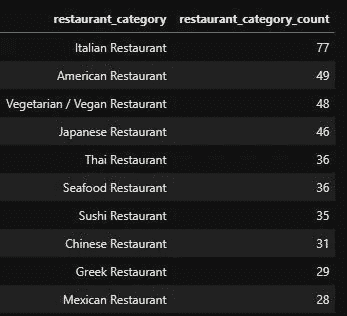 restaurant_category restaurant_category_count
Italian Restaurant 77
American Restaurant 49
Vegetarian / Vegan Restaurant 48
Japanese Restaurant 46
Thai Restaurant 36
Seafood Restaurant 36
Sushi Restaurant 35
Chinese Restaurant 31
Greek Restaurant 29
Mexican Restaurant 28